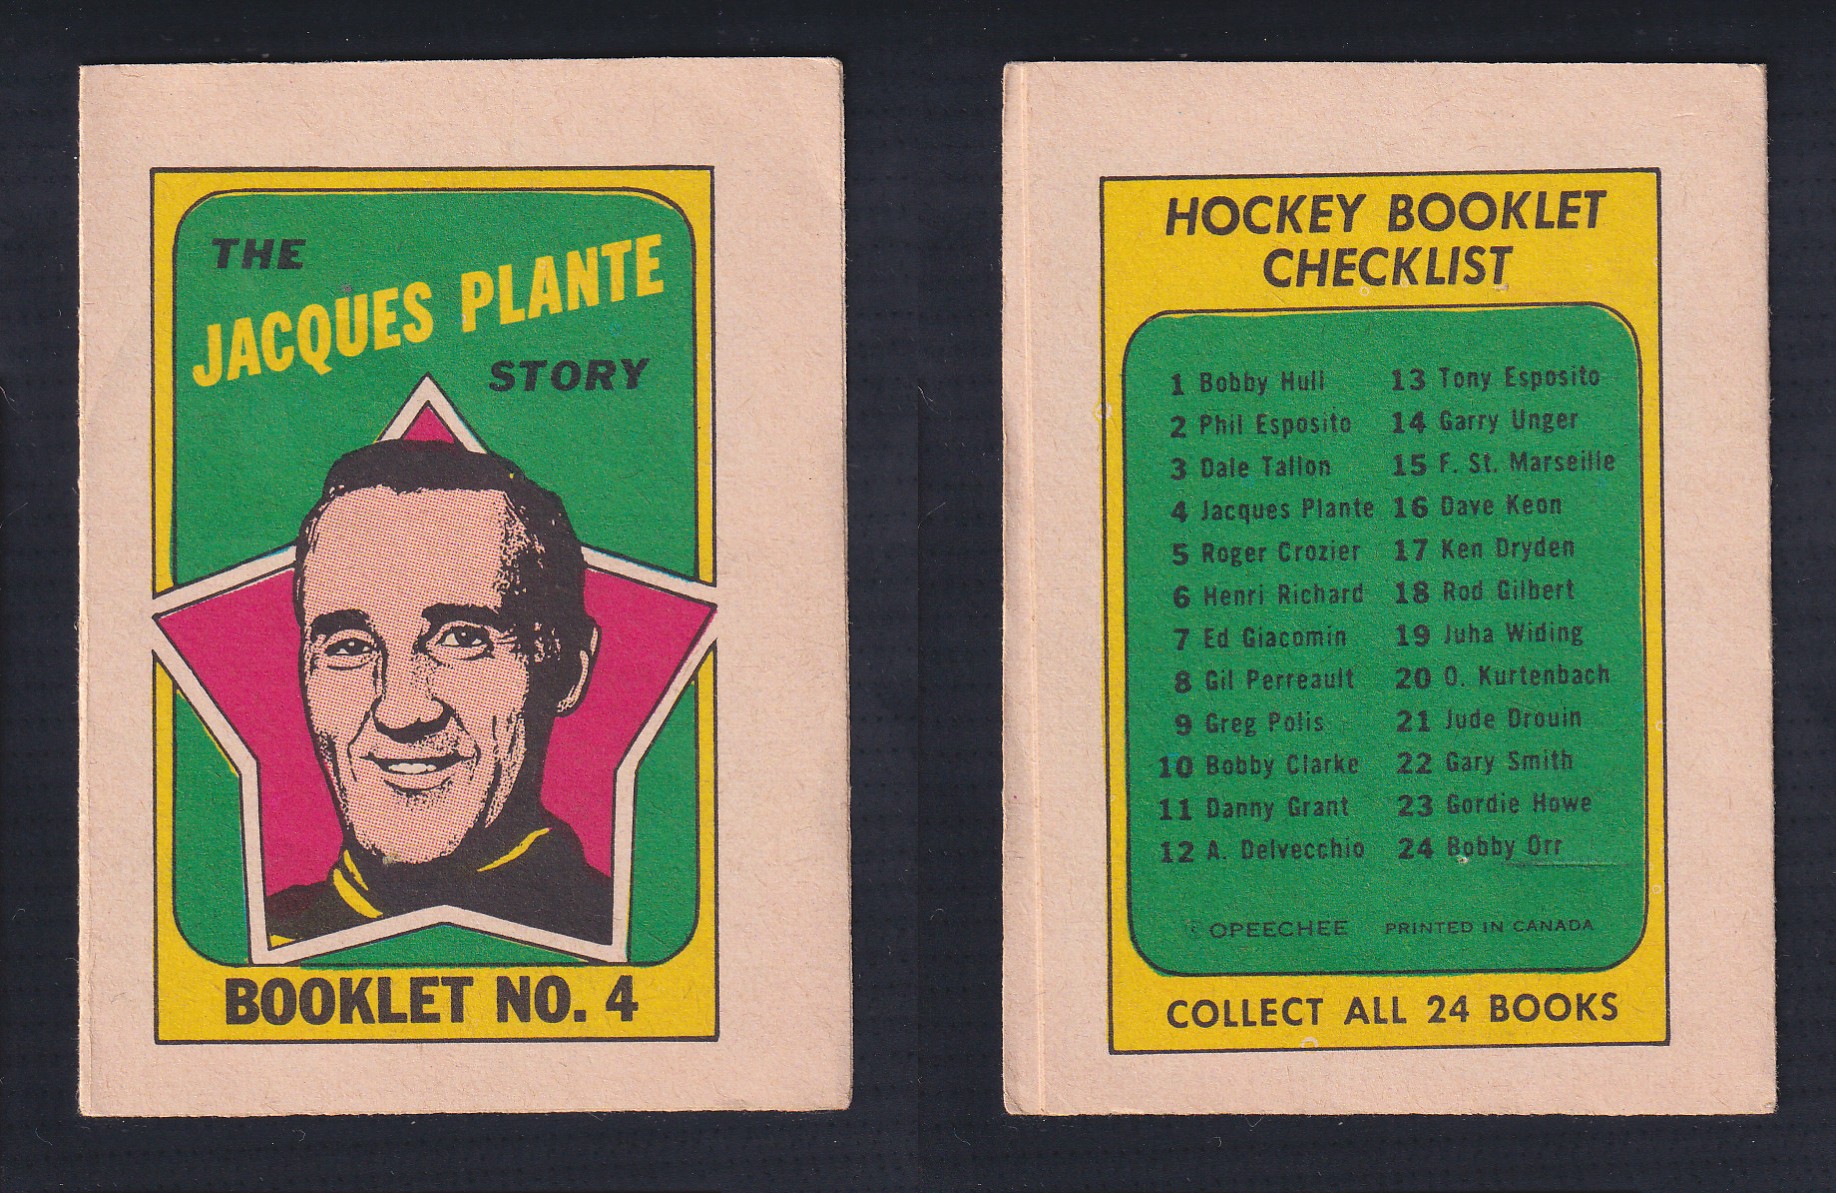 THE
JACQUES PLANTE
STORY
BOOKLET NO. 4
HOCKEY BOOKLET
CHECKLIST
1 Bobby Hull
2 Phil Esposito
3 Dale Tallon
4 Jacques Plante
5 Roger Crozier
6 Henri Richard
7 Ed Giacomin
8 Gil Perreault
9 Greg Polis
10 Bobby Clarke
11 Danny Grant
12 A. Delvecchio
13 Tony Esposito
14 Garry Unger
15 F. St. Marseille
16 Dave Keon
17 Ken Dryden
18 Rod Gilbert
19 Juha Widing
20 O. Kurtenbach
21 Jude Drouin
22 Gary Smith
23 Gordie Howe
24 Bobby Orr
© OPEECHEE PRINTED IN CANADA
COLLECT ALL 24 BOOKS